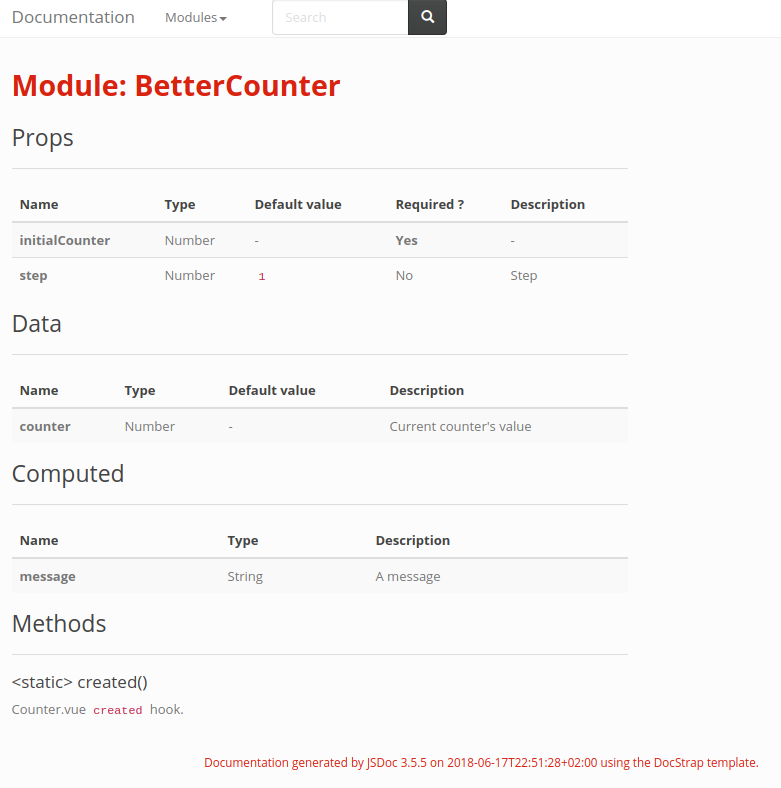 Documentation Modules Search
Module: BetterCounter
Props
Name Type Default value Required ? Description
initialCounter Number - Yes -
step Number 1 No Step
Data
Name Type Default value Description
counter Number - Current counter's value
Computed
Name Type Description
message String A message
Methods
<static> created()
Counter.vue created hook.
Documentation generated by JSDoc 3.5.5 on 2018-06-17T22:51:28+02:00 using the DocStrap template.